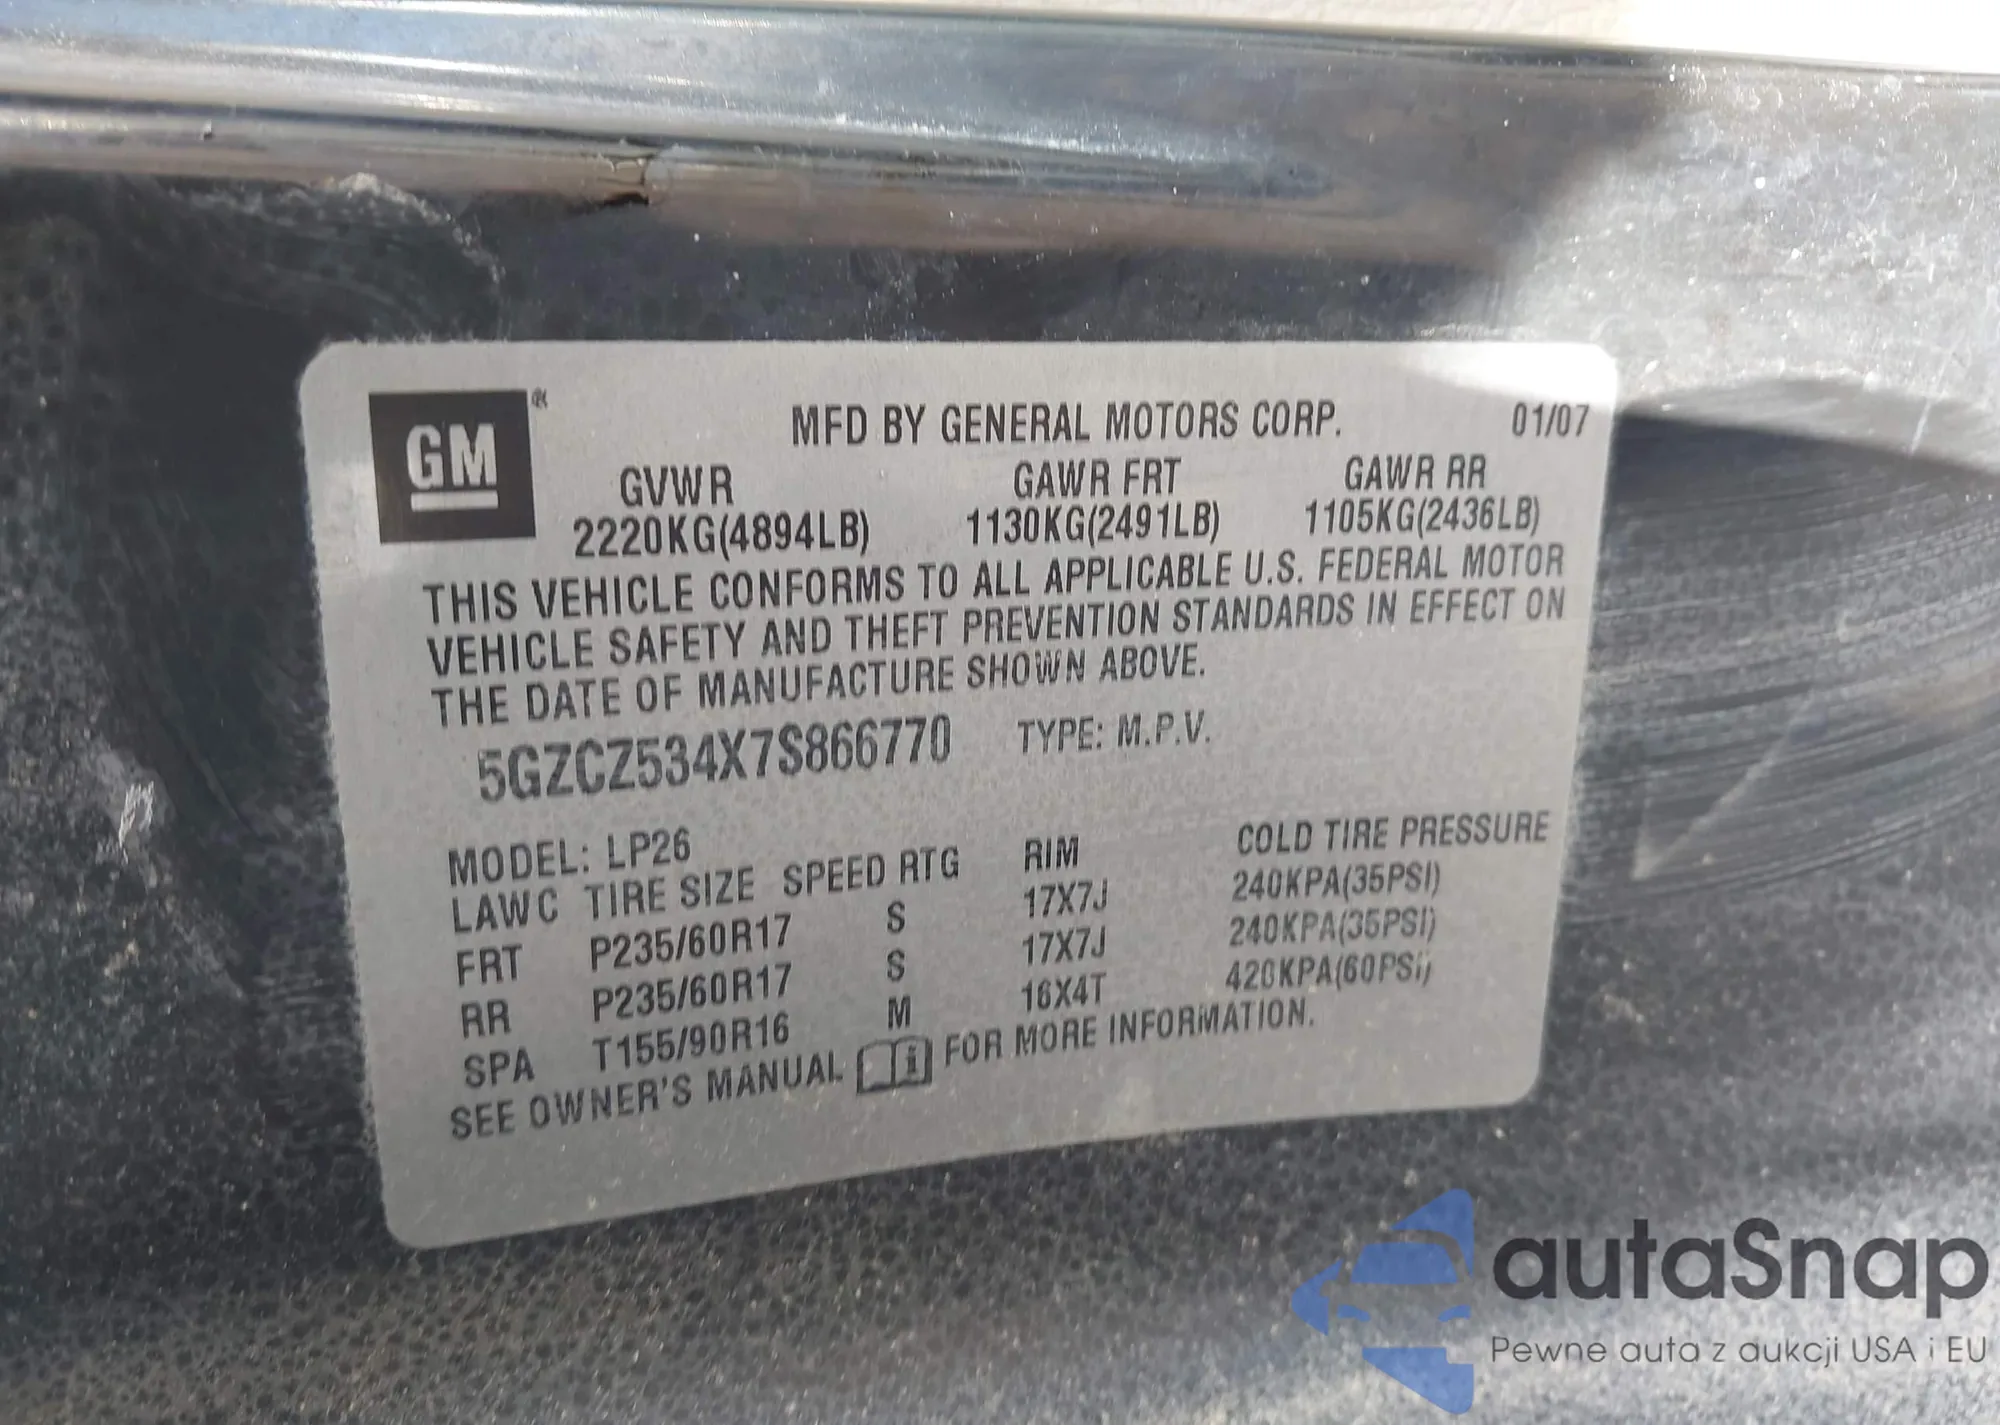 GM
MFD BY GENERAL MOTORS CORP. 01/07
GVWR GAWR FRT GAWR RR
2220KG(4894LB) 1130KG(2491LB) 1105KG(2436LB)
THIS VEHICLE CONFORMS TO ALL APPLICABLE U.S. FEDERAL MOTOR
VEHICLE SAFETY AND THEFT PREVENTION STANDARDS IN EFFECT ON
THE DATE OF MANUFACTURE SHOWN ABOVE.
5GZCZ534X7S866770 TYPE: M.P.V.
MODEL: LP26
LAWC TIRE SIZE SPEED RTG RIM COLD TIRE PRESSURE
FRT P235/60R17 S 17X7J 240KPA(35PSI)
RR P235/60R17 S 17X7J 240KPA(35PSI)
SPA T155/90R16 M 16X4T 420KPA(60PSI)
SEE OWNER'S MANUAL FOR MORE INFORMATION.
autaSnap
Pewne auta z aukcji USA i EU